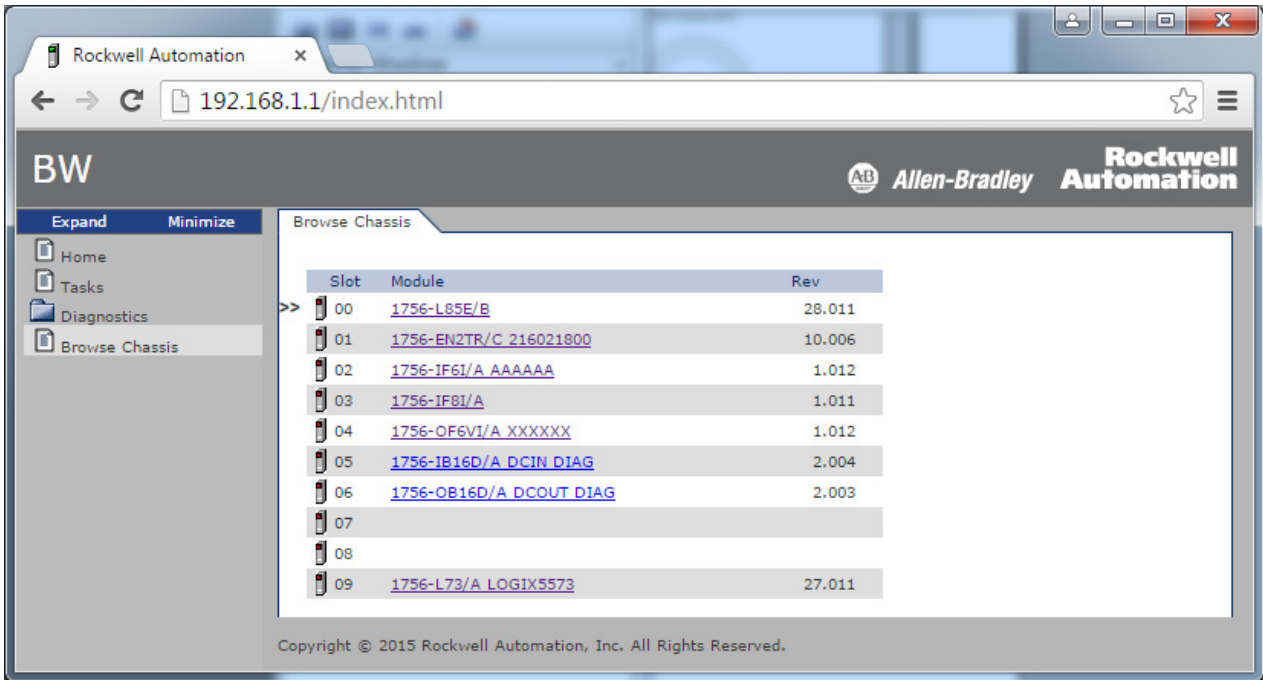 Rockwell Automation
192.168.1.1/index.html
BW
AB Allen-Bradley
Rockwell
Automation
Expand Minimize
Home
Tasks
Diagnostics
Browse Chassis
Browse Chassis
Slot Module Rev
>> 00 1756-L85E/B 28.011
01 1756-EN2TR/C 216021800 10.006
02 1756-IF6I/A AAAAAA 1.012
03 1756-IF8I/A 1.011
04 1756-OF6VI/A XXXXXX 1.012
05 1756-IB16D/A DCIN DIAG 2.004
06 1756-OB16D/A DCOUT DIAG 2.003
07
08
09 1756-L73/A LOGIX5573 27.011
Copyright © 2015 Rockwell Automation, Inc. All Rights Reserved.